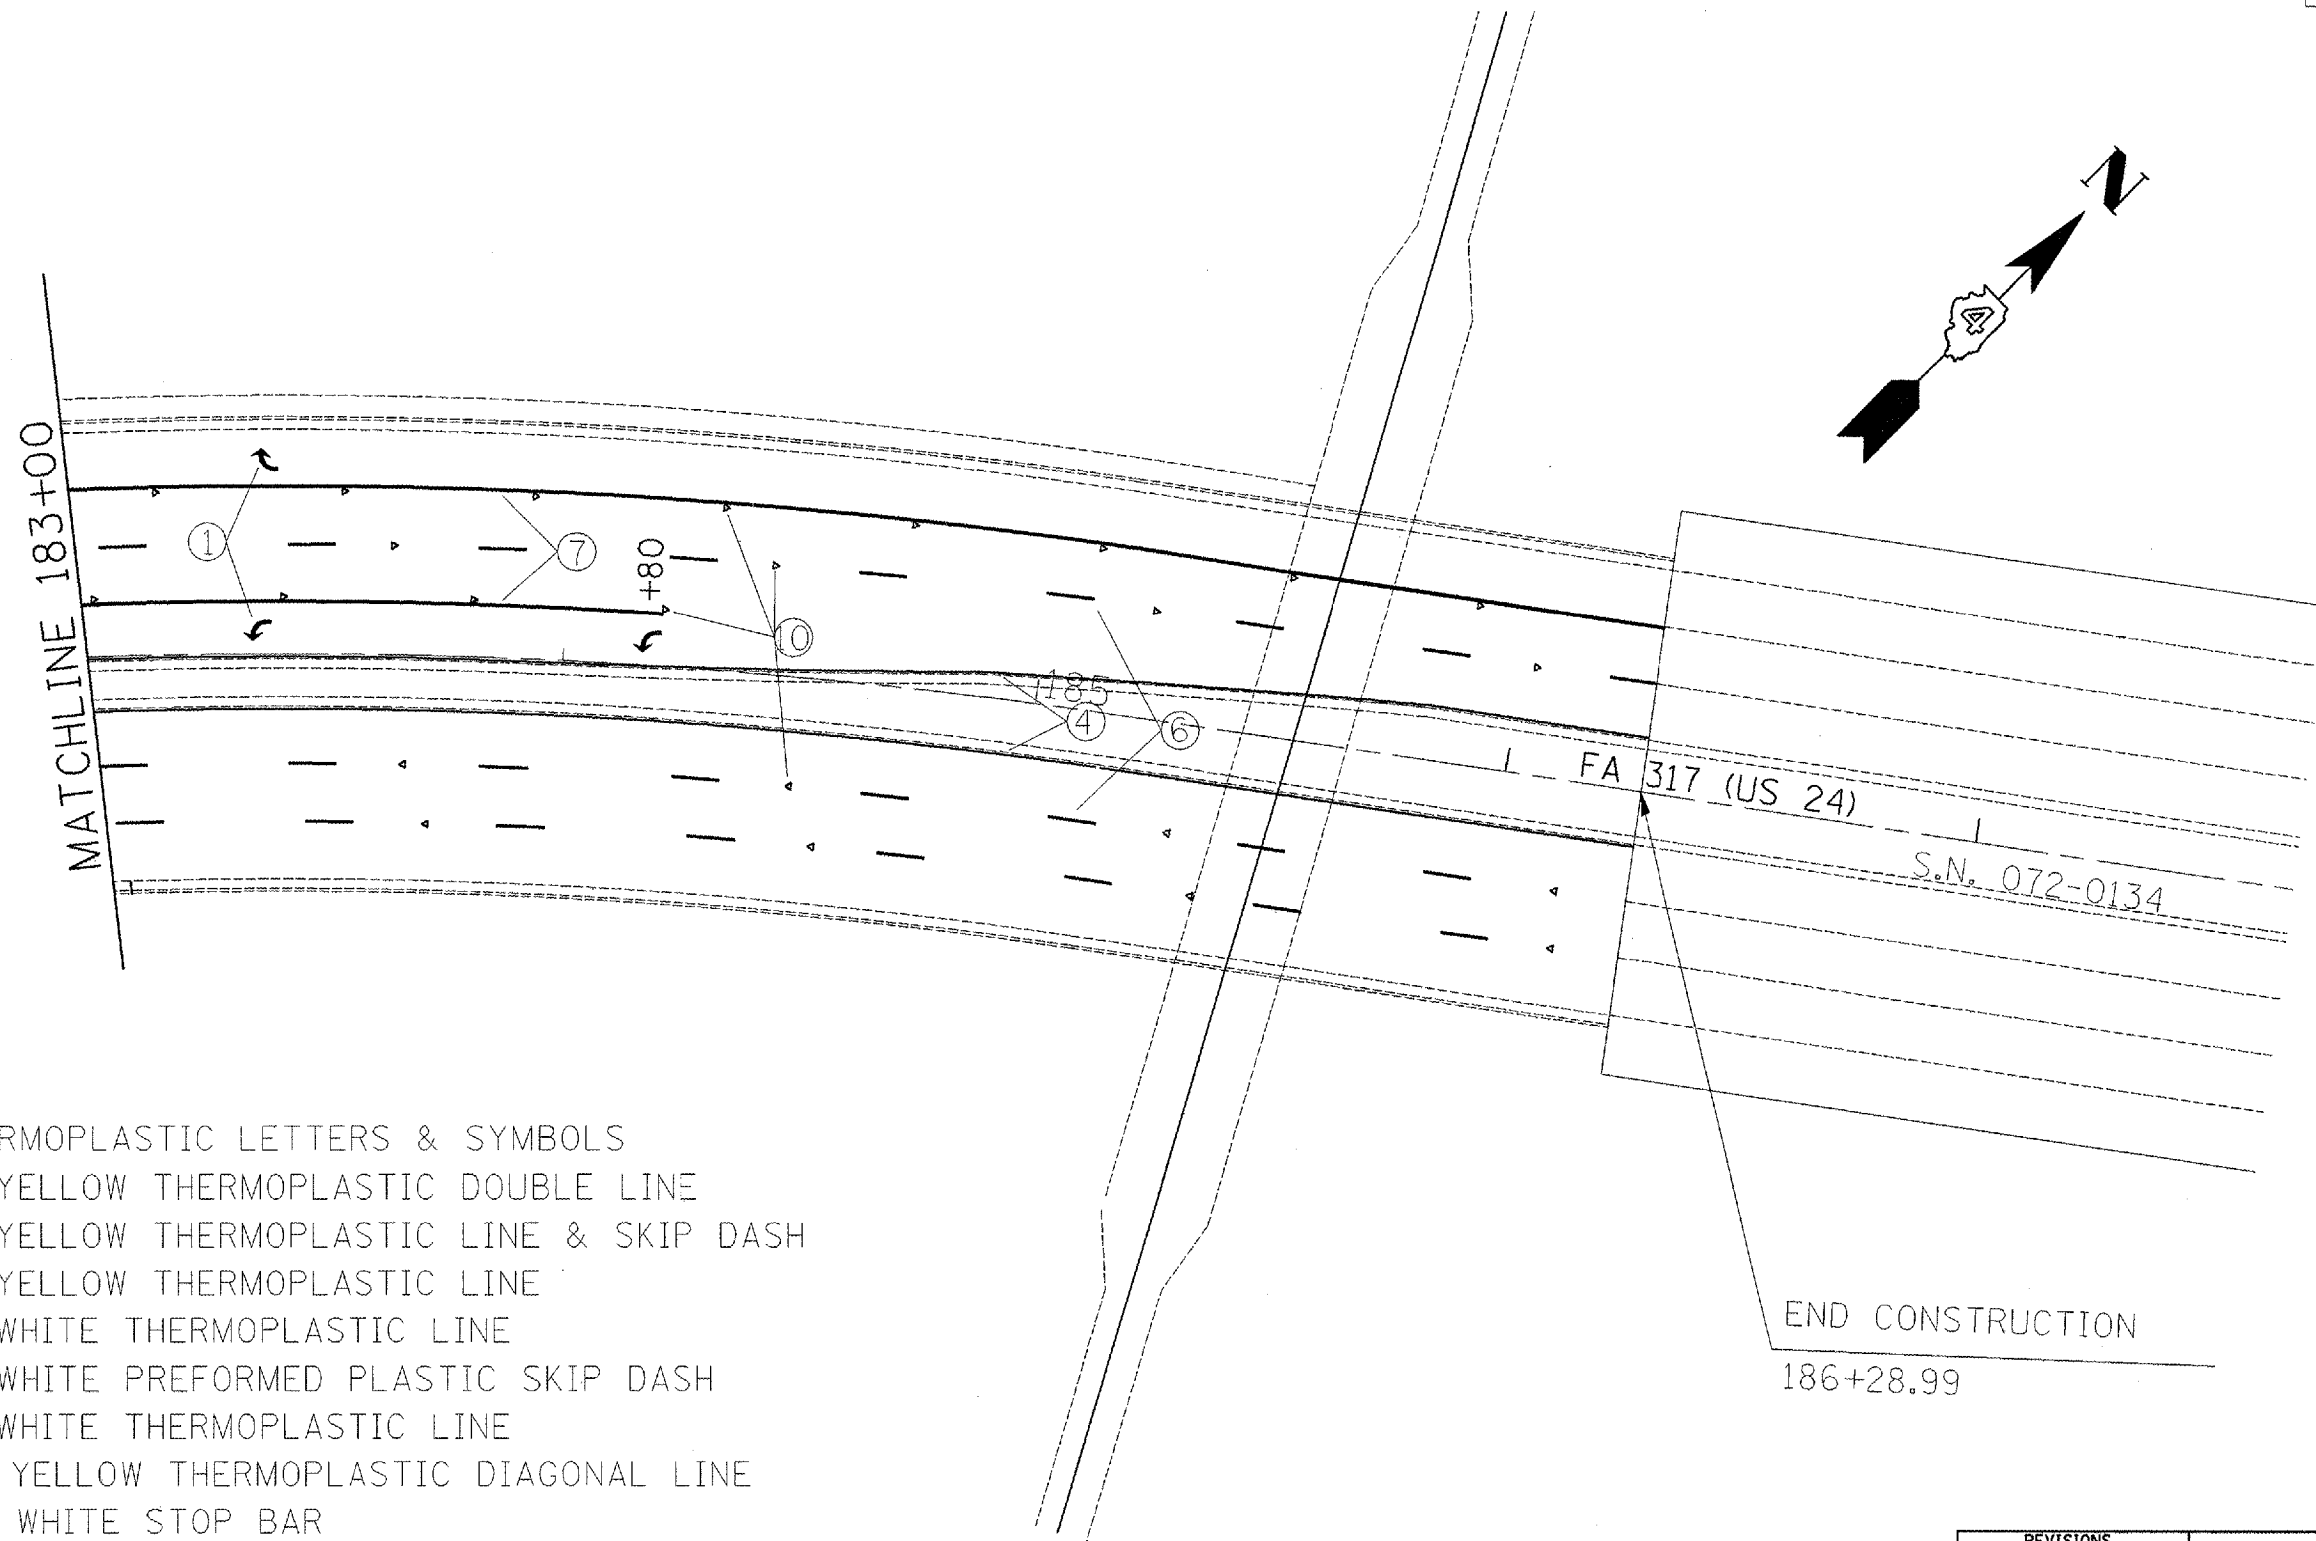 N
4
MATCHLINE 183+00
1
7
+80
10
185
4
6
FA 317 (US 24)
S.N. 072-0134
RMOPLASTIC LETTERS & SYMBOLS
YELLOW THERMOPLASTIC DOUBLE LINE
YELLOW THERMOPLASTIC LINE & SKIP DASH
YELLOW THERMOPLASTIC LINE
WHITE THERMOPLASTIC LINE
WHITE PREFORMED PLASTIC SKIP DASH
WHITE THERMOPLASTIC LINE
YELLOW THERMOPLASTIC DIAGONAL LINE
WHITE STOP BAR
END CONSTRUCTION
186+28.99
REVISIONS